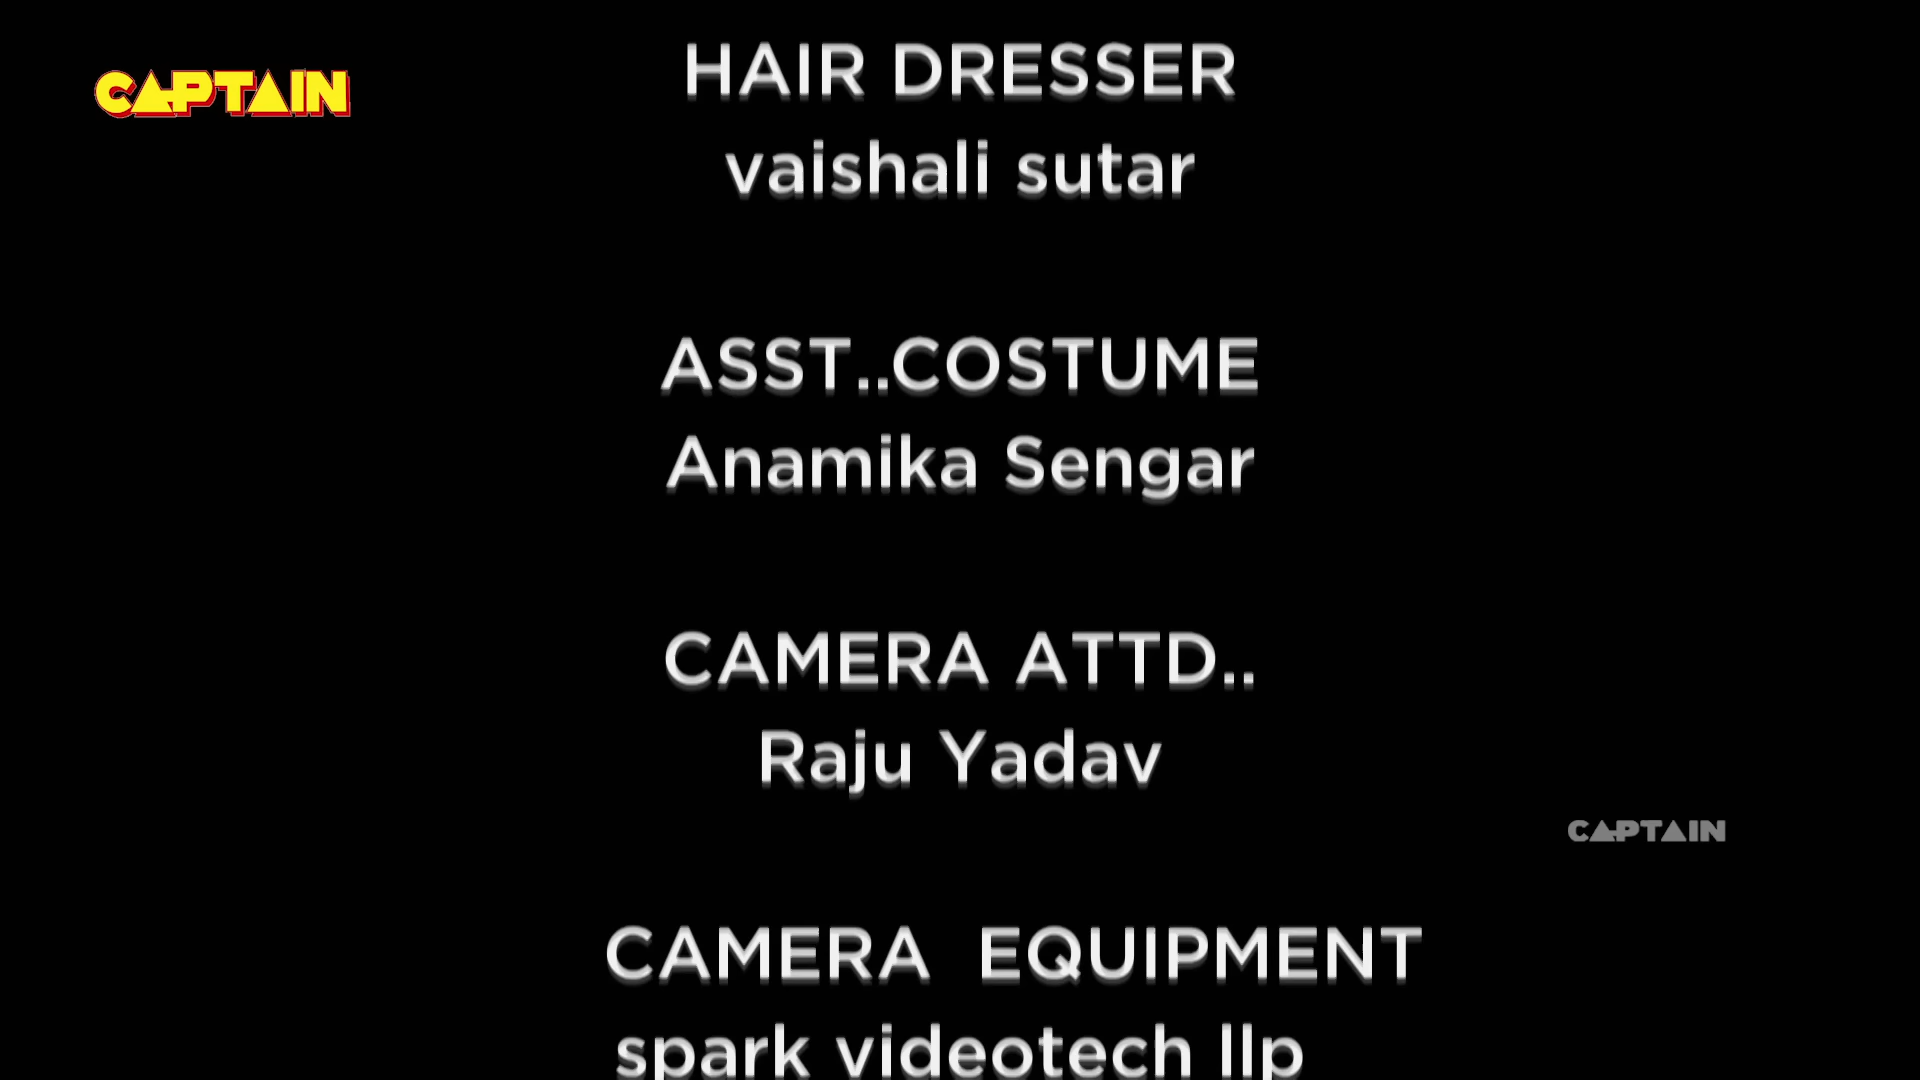 CAPTAIN
HAIR DRESSER
vaishali sutar
ASST..COSTUME
Anamika Sengar
CAMERA ATTD..
Raju Yadav
CAPTAIN
CAMERA  EQUIPMENT
spark videotech llp